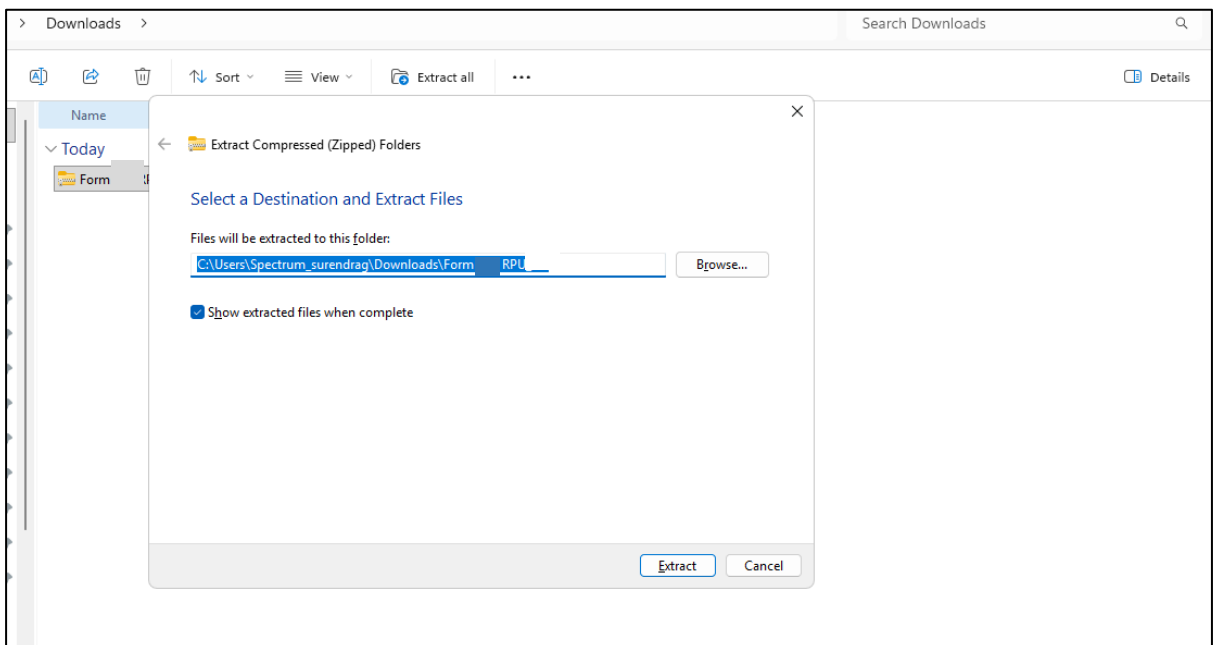 Downloads
Search Downloads
Sort
View
Extract all
Details
Name
Today
Form
Extract Compressed (Zipped) Folders
Select a Destination and Extract Files
Files will be extracted to this folder:
C:\Users\Spectrum_surendrag\Downloads\Form RPU
Browse...
Show extracted files when complete
Extract
Cancel